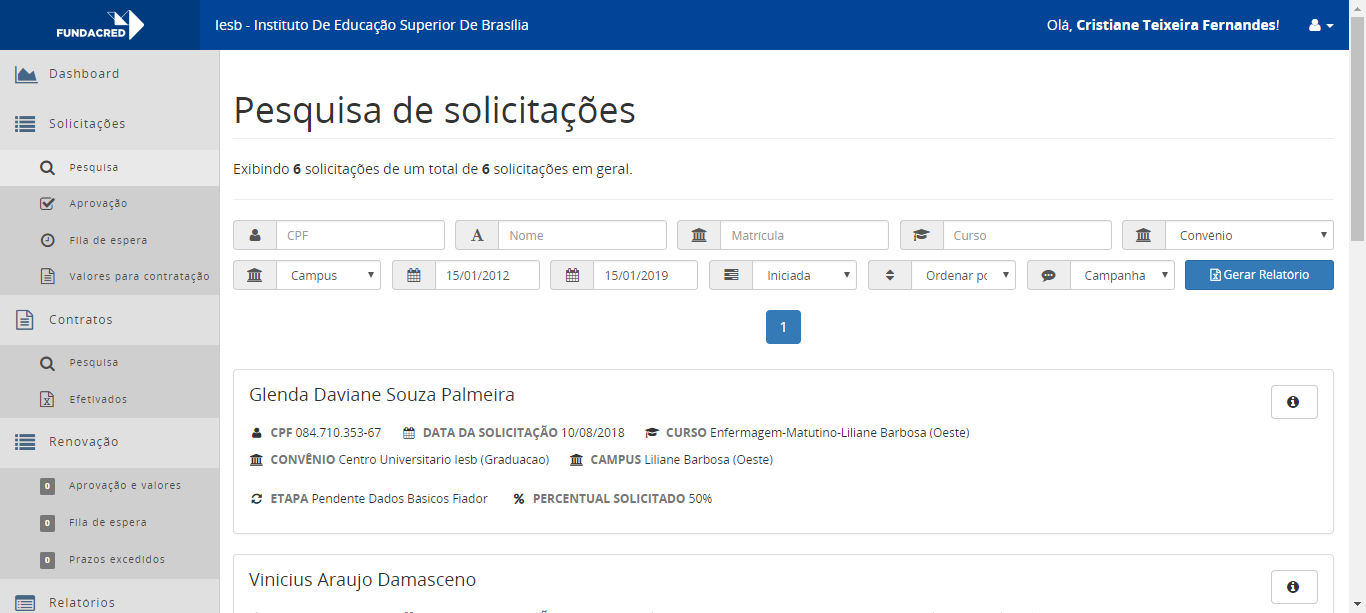 FUNDACRED
Iesb - Instituto De Educação Superior De Brasília
Olá, Cristiane Teixeira Fernandes!
Dashboard
Solicitações
Pesquisa
Aprovação
Fila de espera
Valores para contratação
Contratos
Pesquisa
Efetivados
Renovação
0 Aprovação e valores
0 Fila de espera
0 Prazos excedidos
Relatórios
Pesquisa de solicitações
Exibindo 6 solicitações de um total de 6 solicitações em geral.
CPF Nome Matrícula Curso Convênio
Campus 15/01/2012 15/01/2019 Iniciada Ordenar po Campanha Gerar Relatório
1
Glenda Daviane Souza Palmeira
CPF 084.710.353-67 DATA DA SOLICITAÇÃO 10/08/2018 CURSO Enfermagem-Matutino-Liliane Barbosa (Oeste)
CONVÊNIO Centro Universitario Iesb (Graduacao) CAMPUS Liliane Barbosa (Oeste)
ETAPA Pendente Dados Básicos Fiador PERCENTUAL SOLICITADO 50%
Vinicius Araujo Damasceno